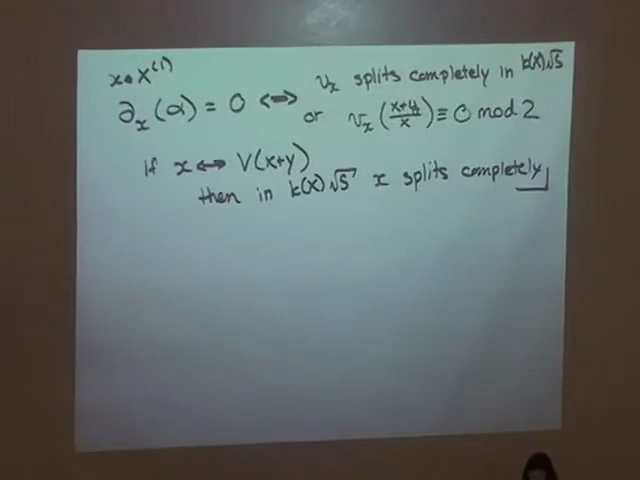 x ∈ X^(1)
∂_x(α) = 0 ⟺ v_x splits completely in k(X)√5
or v_x((x+y)/x) ≡ 0 mod 2
If x ↔ V(x+y)
then in k(X)√5 x splits completely